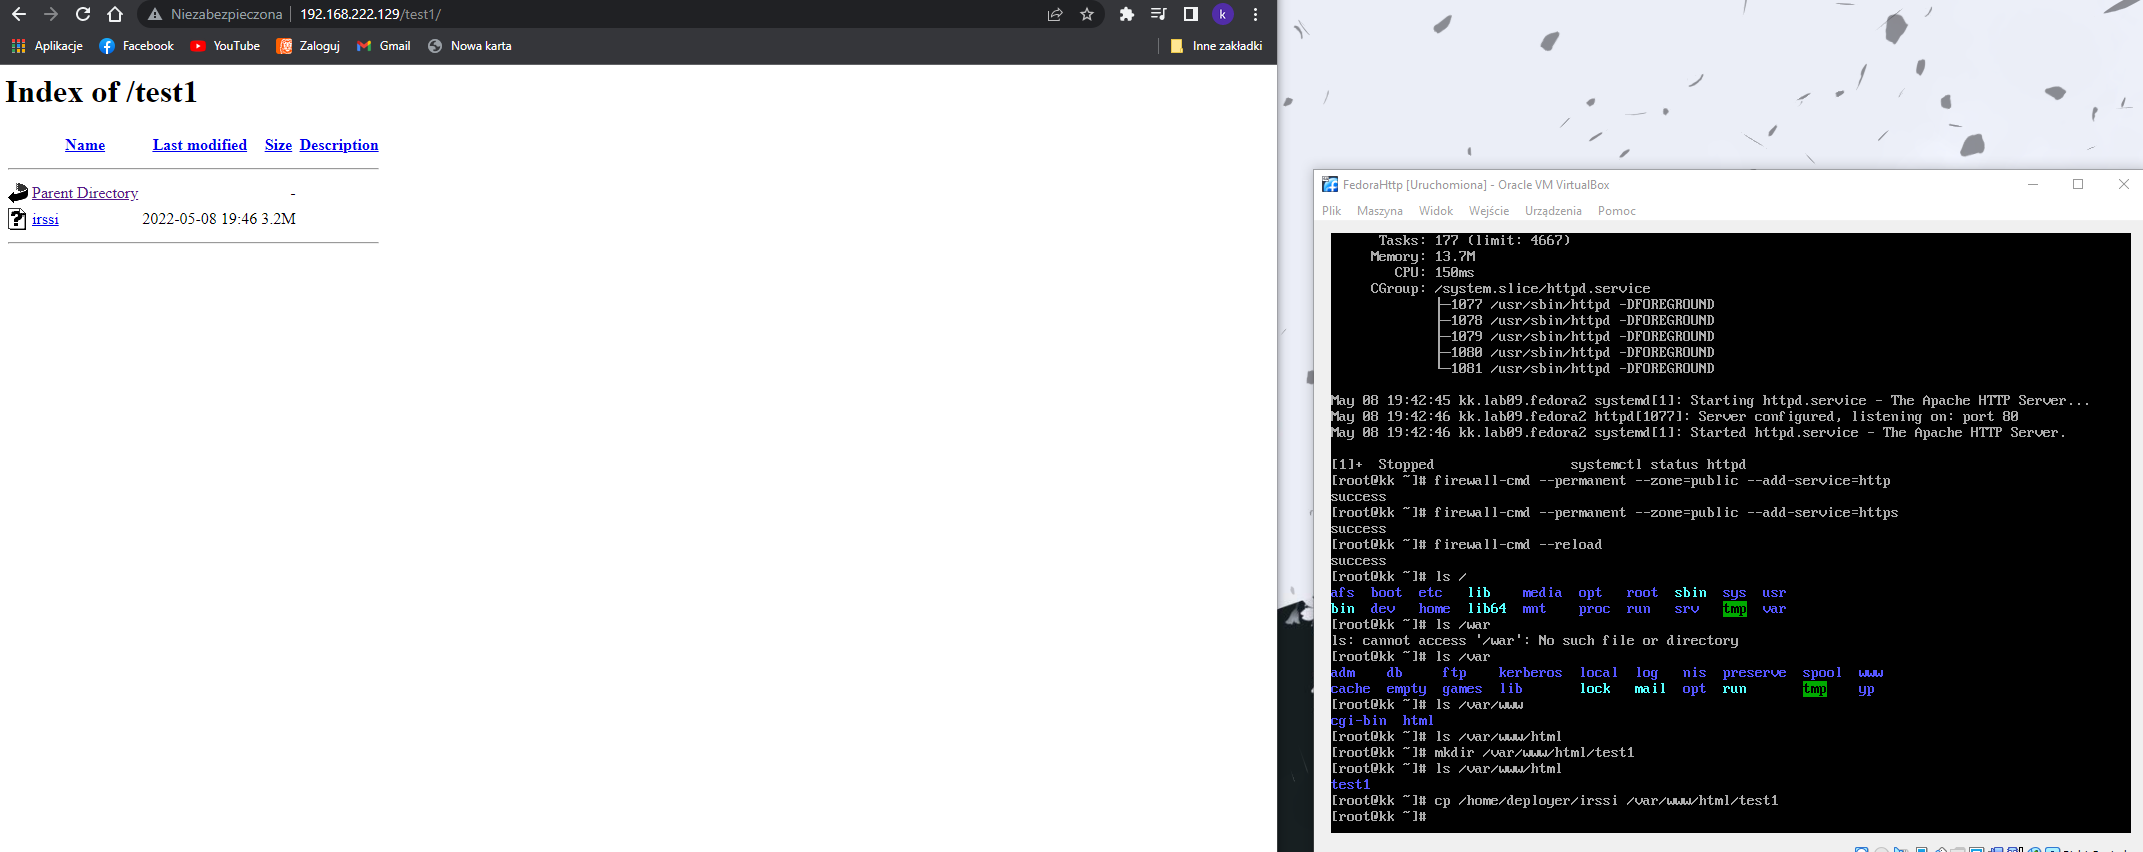 Niezabezpieczona 192.168.222.129/test1/
k
Aplikacje Facebook YouTube Zaloguj Gmail Nowa karta Inne zakładki
Index of /test1
Name Last modified Size Description
Parent Directory -
irssi 2022-05-08 19:46 3.2M
FedoraHttp [Uruchomiona] - Oracle VM VirtualBox
Plik Maszyna Widok Wejście Urządzenia Pomoc
Tasks: 177 (limit: 4667)
Memory: 13.7M
CPU: 150ms
CGroup: /system.slice/httpd.service
├─1077 /usr/sbin/httpd -DFOREGROUND
├─1078 /usr/sbin/httpd -DFOREGROUND
├─1079 /usr/sbin/httpd -DFOREGROUND
├─1080 /usr/sbin/httpd -DFOREGROUND
└─1081 /usr/sbin/httpd -DFOREGROUND
May 08 19:42:45 kk.lab09.fedora2 systemd[1]: Starting httpd.service - The Apache HTTP Server...
May 08 19:42:46 kk.lab09.fedora2 httpd[1077]: Server configured, listening on: port 80
May 08 19:42:46 kk.lab09.fedora2 systemd[1]: Started httpd.service - The Apache HTTP Server.
[1]+ Stopped systemctl status httpd
[root@kk ~]# firewall-cmd --permanent --zone=public --add-service=http
success
[root@kk ~]# firewall-cmd --permanent --zone=public --add-service=https
success
[root@kk ~]# firewall-cmd --reload
success
[root@kk ~]# ls /
afs boot etc lib media opt root sbin sys usr
bin dev home lib64 mnt proc run srv tmp var
[root@kk ~]# ls /war
ls: cannot access '/war': No such file or directory
[root@kk ~]# ls /var
adm db ftp kerberos local log nis preserve spool www
cache empty games lib lock mail opt run tmp yp
[root@kk ~]# ls /var/www
cgi-bin html
[root@kk ~]# ls /var/www/html
[root@kk ~]# mkdir /var/www/html/test1
[root@kk ~]# ls /var/www/html
test1
[root@kk ~]# cp /home/deployer/irssi /var/www/html/test1
[root@kk ~]#